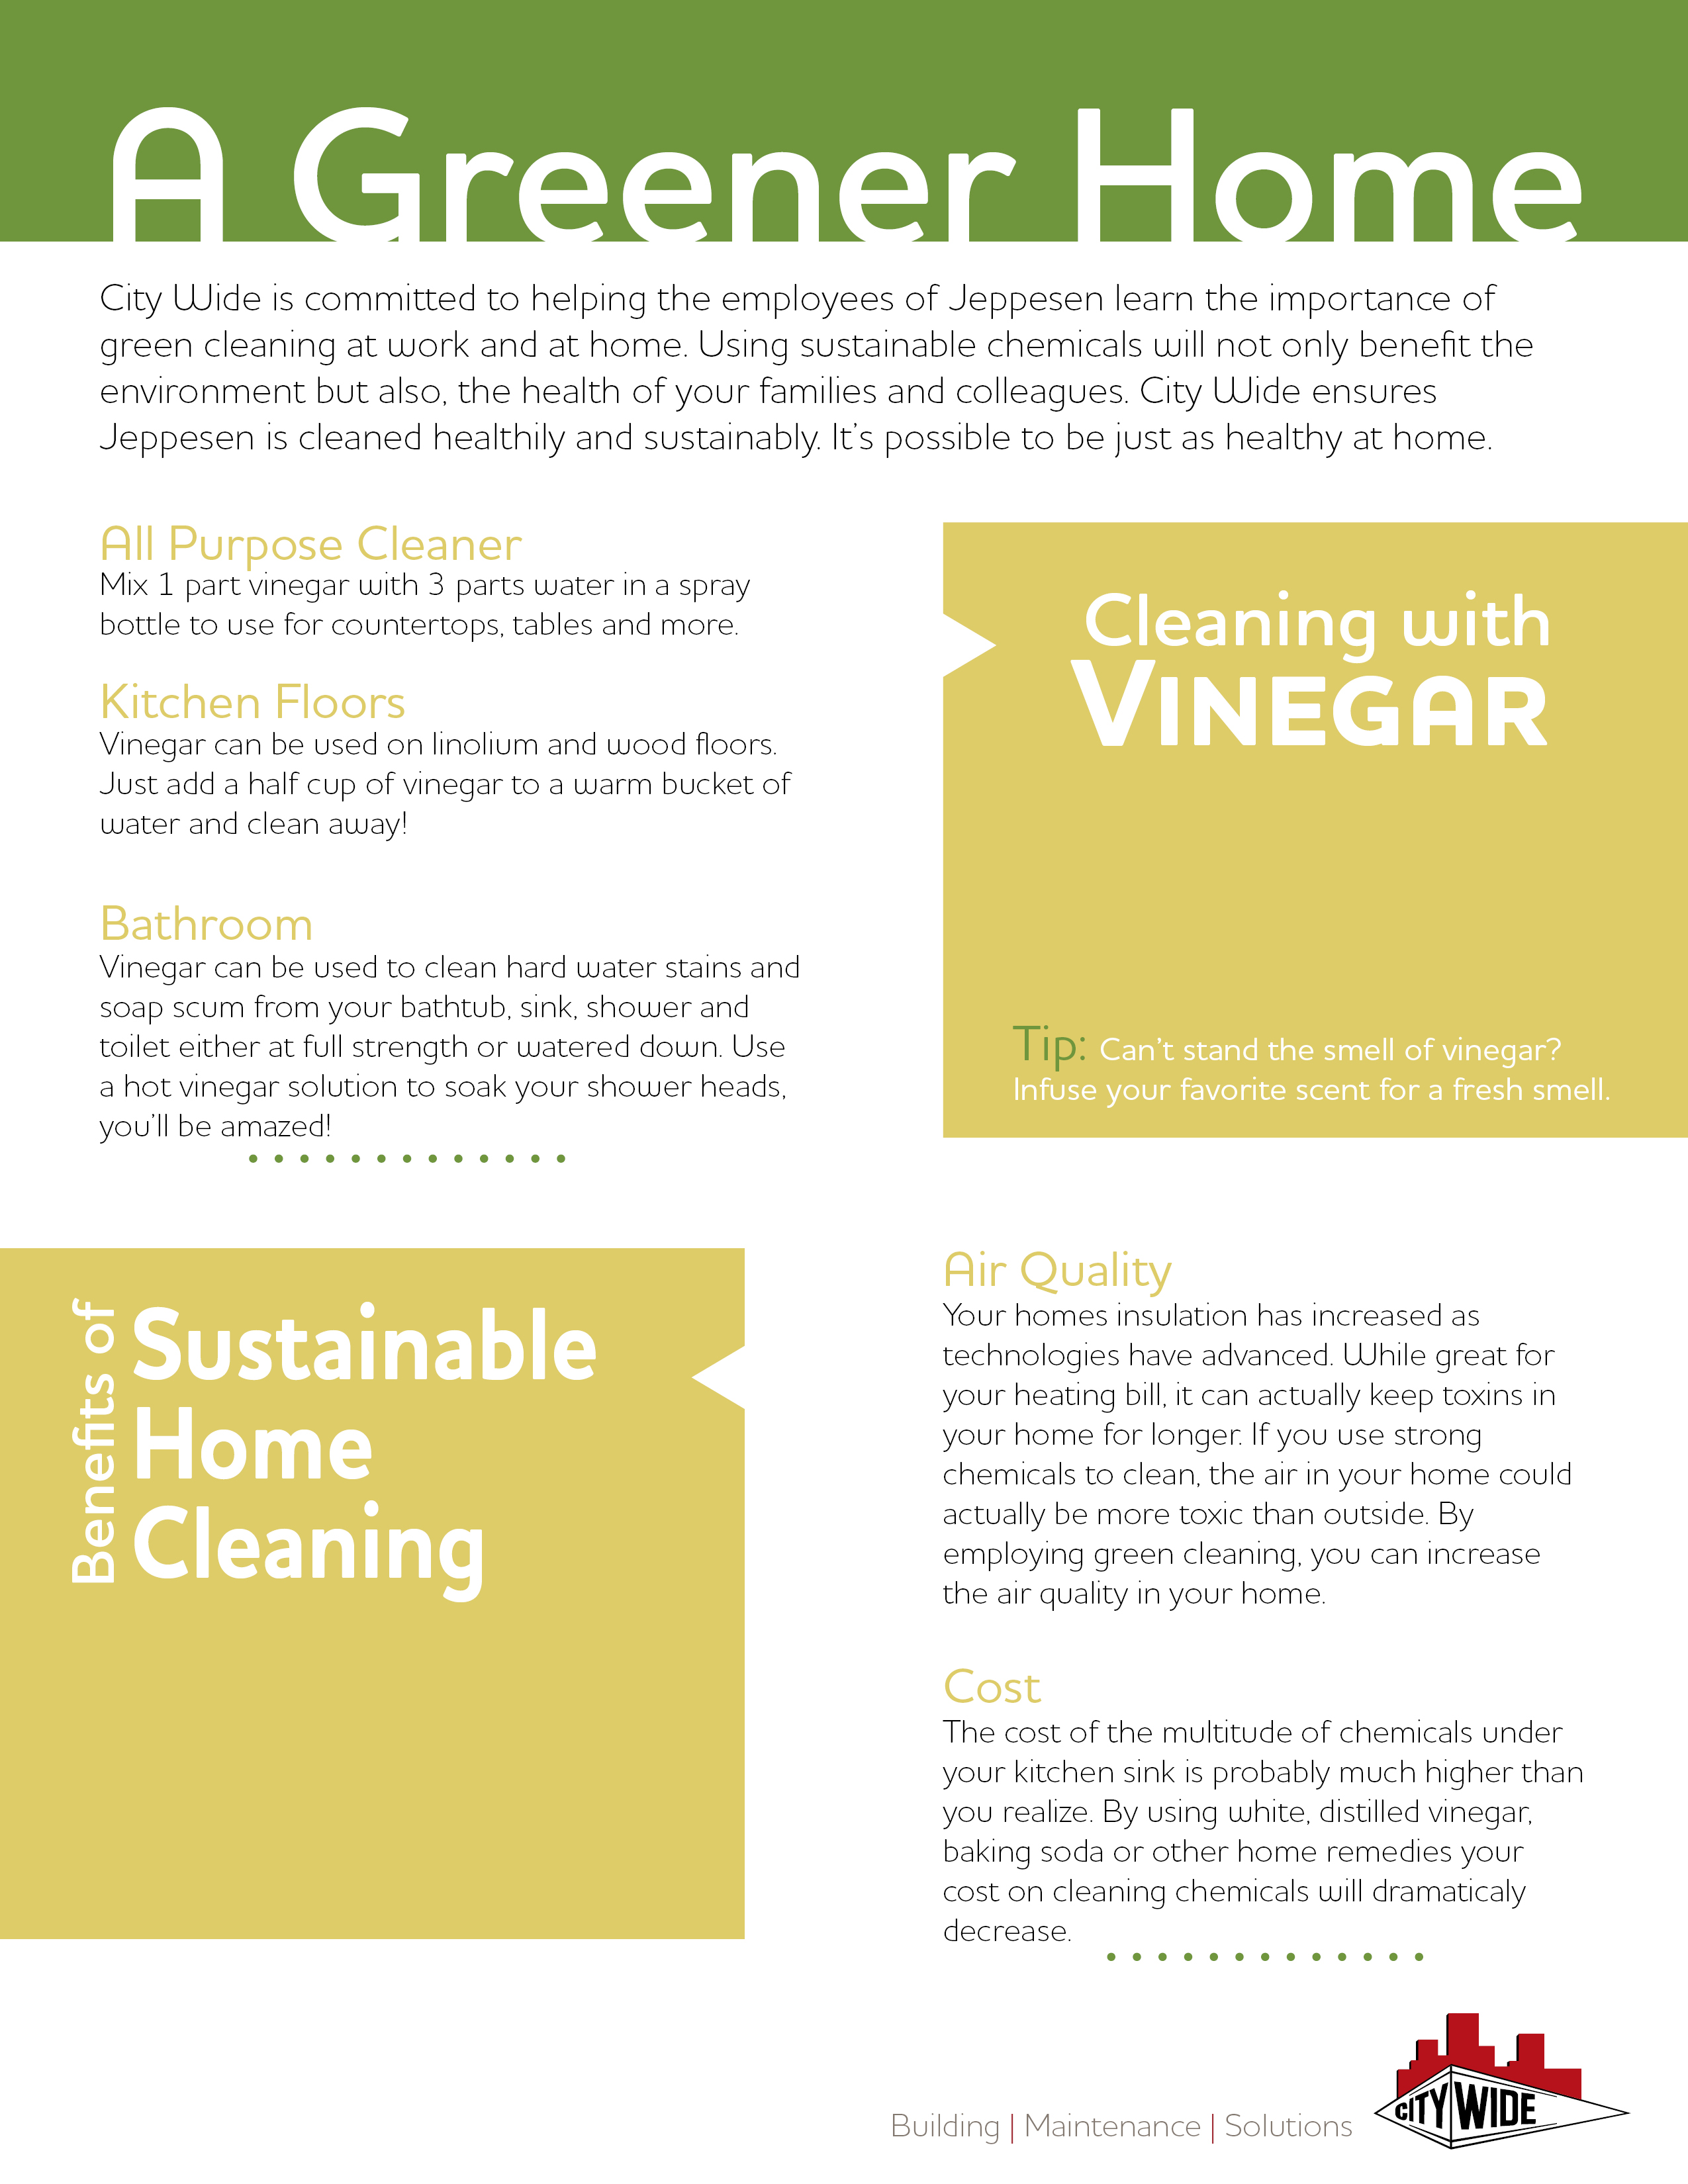 A Greener Home
City Wide is committed to helping the employees of Jeppesen learn the importance of
green cleaning at work and at home. Using sustainable chemicals will not only benefit the
environment but also, the health of your families and colleagues. City Wide ensures
Jeppesen is cleaned healthily and sustainably. It's possible to be just as healthy at home.
All Purpose Cleaner
Mix 1 part vinegar with 3 parts water in a spray
bottle to use for countertops, tables and more.
Kitchen Floors
Vinegar can be used on linolium and wood floors.
Just add a half cup of vinegar to a warm bucket of
water and clean away!
Bathroom
Vinegar can be used to clean hard water stains and
soap scum from your bathtub, sink, shower and
toilet either at full strength or watered down. Use
a hot vinegar solution to soak your shower heads,
you'll be amazed!
Cleaning with
VINEGAR
Tip: Can't stand the smell of vinegar?
Infuse your favorite scent for a fresh smell.
Benefits of
Sustainable
Home
Cleaning
Air Quality
Your homes insulation has increased as
technologies have advanced. While great for
your heating bill, it can actually keep toxins in
your home for longer. If you use strong
chemicals to clean, the air in your home could
actually be more toxic than outside. By
employing green cleaning, you can increase
the air quality in your home.
Cost
The cost of the multitude of chemicals under
your kitchen sink is probably much higher than
you realize. By using white, distilled vinegar,
baking soda or other home remedies your
cost on cleaning chemicals will dramaticaly
decrease.
Building | Maintenance | Solutions
CITY WIDE